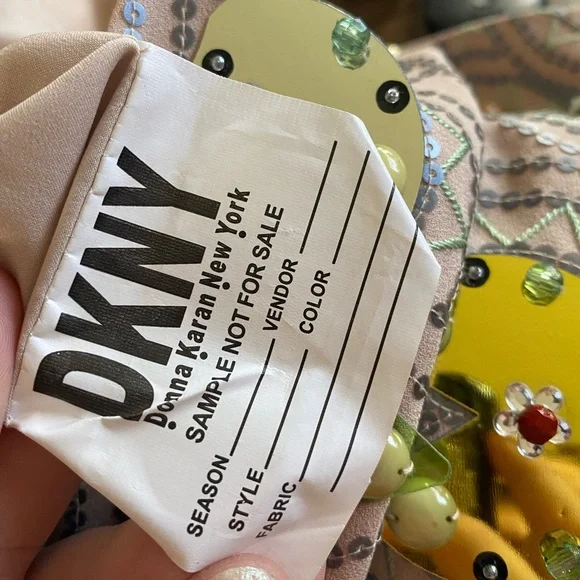 DKNY
Donna Karan New York
SAMPLE NOT FOR SALE
SEASON VENDOR
STYLE COLOR
FABRIC